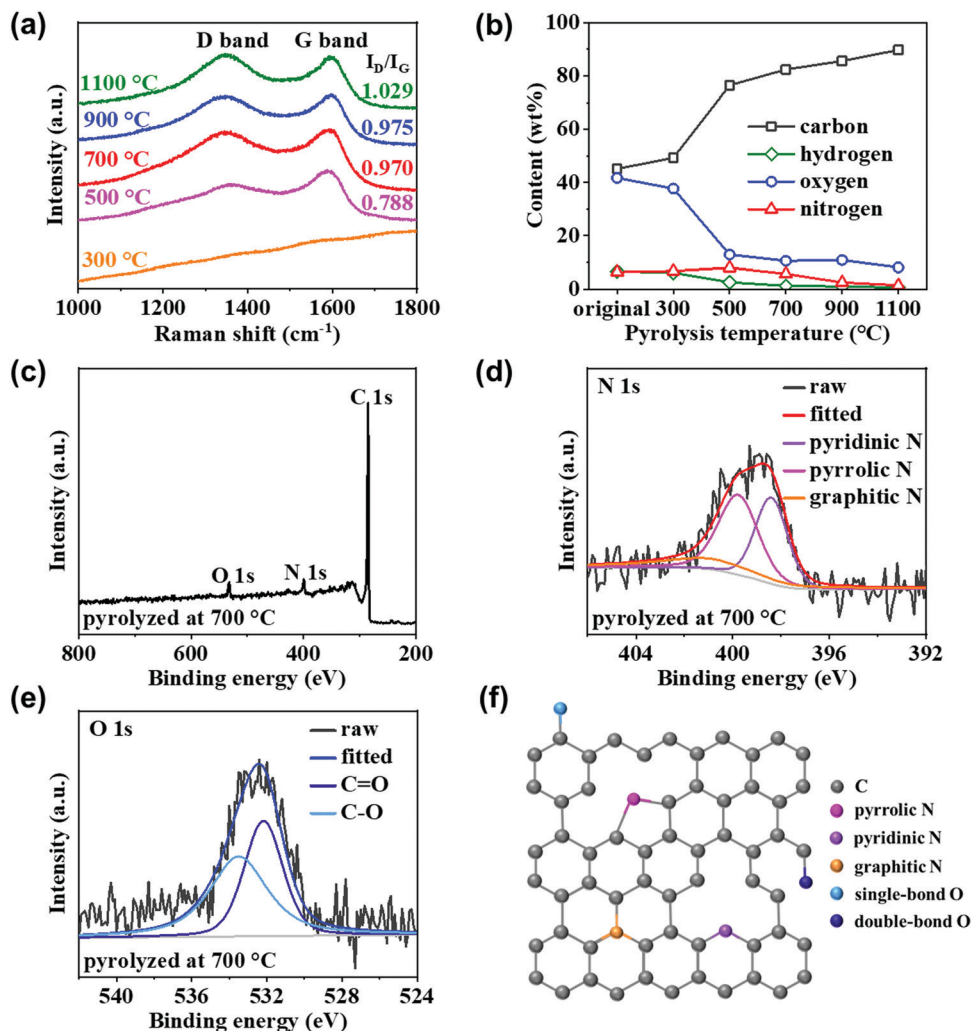 (a)
D band G band
I_D/I_G
1100 °C 1.029
900 °C 0.975
700 °C 0.970
500 °C 0.788
300 °C
Intensity (a.u.)
1000 1200 1400 1600 1800
Raman shift (cm⁻¹)
(b)
100
80
60
40
20
0
Content (wt%)
carbon
hydrogen
oxygen
nitrogen
original 300 500 700 900 1100
Pyrolysis temperature (°C)
(c)
C 1s
O 1s
N 1s
Intensity (a.u.)
pyrolyzed at 700 °C
800 600 400 200
Binding energy (eV)
(d)
N 1s
raw
fitted
pyridinic N
pyrrolic N
graphitic N
Intensity (a.u.)
pyrolyzed at 700 °C
404 400 396 392
Binding energy (eV)
(e)
O 1s
raw
fitted
C=O
C-O
Intensity (a.u.)
pyrolyzed at 700 °C
540 536 532 528 524
Binding energy (eV)
(f)
C
pyrrolic N
pyridinic N
graphitic N
single-bond O
double-bond O